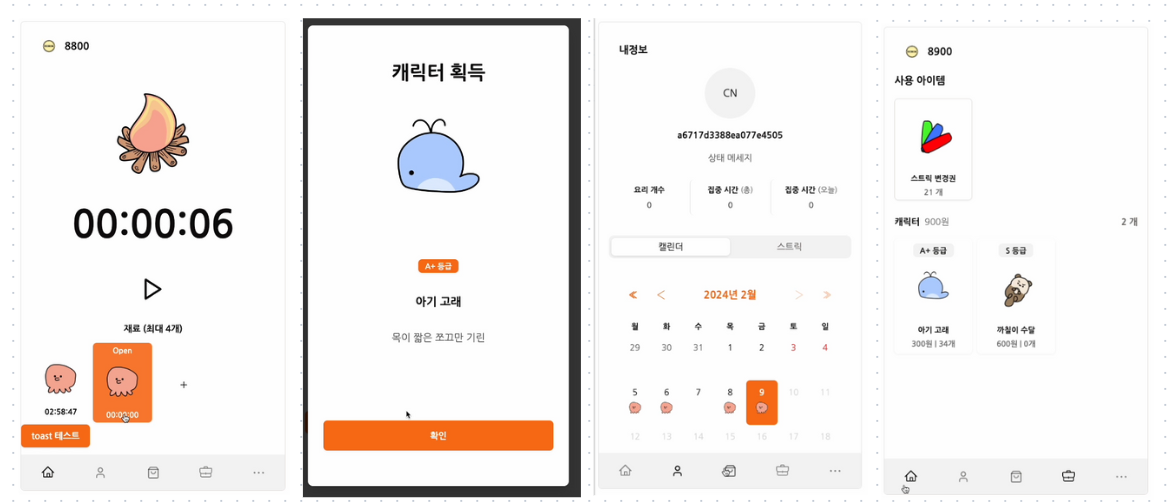 8800
00:00:06
재료 (최대 4개)
Open
02:58:47
00:00:00
+
toast 테스트
캐릭터 획득
A+ 등급
아기 고래
목이 짧은 쪼끄만 기린
확인
내정보
CN
a6717d3388ea077e4505
상태 메세지
요리 개수
0
집중 시간 (총)
0
집중 시간 (오늘)
0
캘린더
스트릭
2024년 2월
월 화 수 목 금 토 일
29 30 31 1 2 3 4
5 6 7 8 9 10 11
12 13 14 15 16 17 18
8900
사용 아이템
스트릭 변경권
21 개
캐릭터 900원
2 개
A+ 등급
아기 고래
300원 | 34개
S 등급
까칠이 수달
600원 | 0개